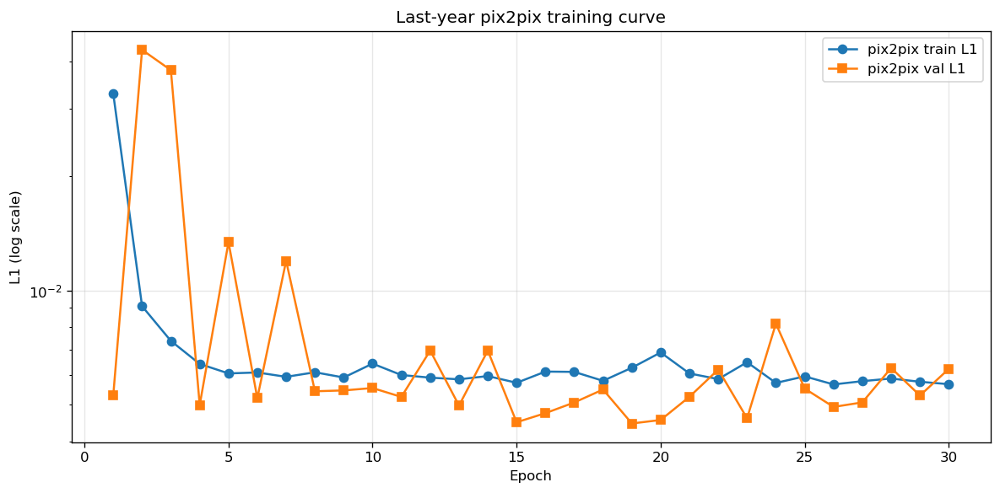 Last-year pix2pix training curve
pix2pix train L1
pix2pix val L1
L1 (log scale)
10⁻²
0 5 10 15 20 25 30
Epoch